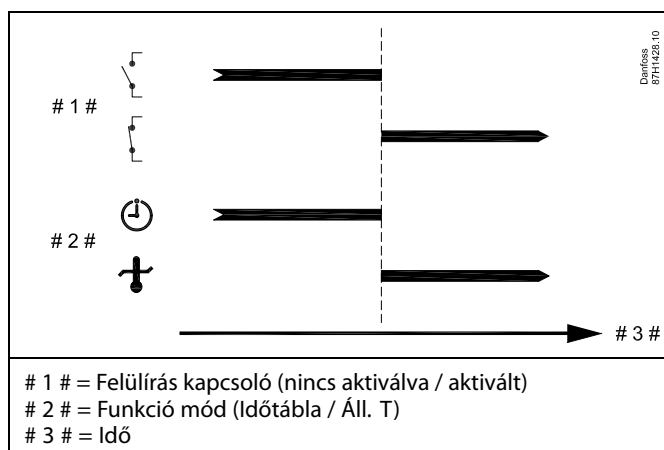 Danfoss
87H1428.10
# 1 #
# 2 #
# 3 #
# 1 # = Felülírás kapcsoló (nincs aktiválva / aktivált)
# 2 # = Funkció mód (Időtábla / Áll. T)
# 3 # = Idő